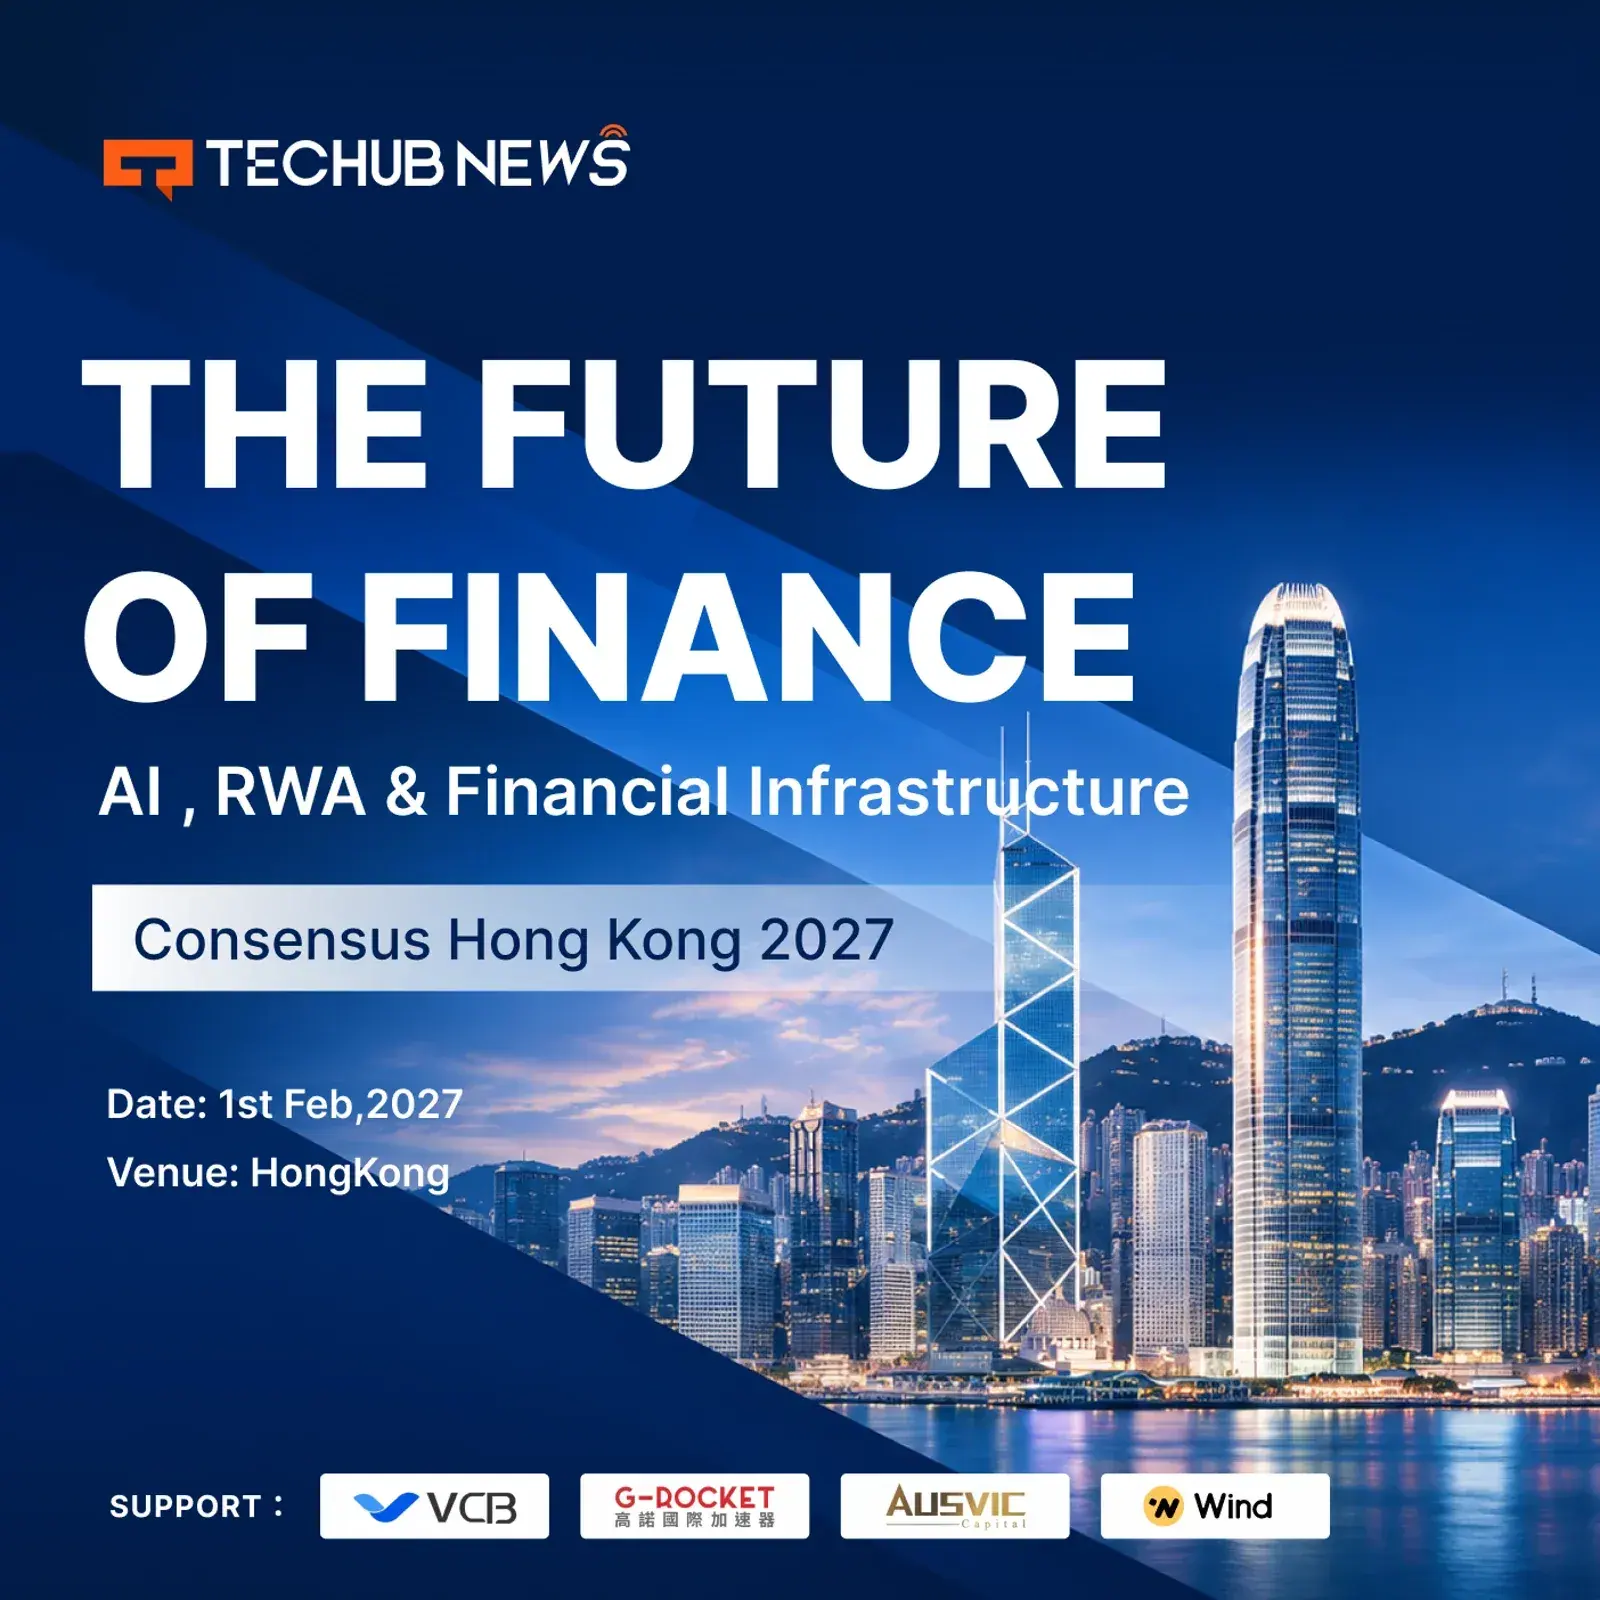 TECHUB NEWS
THE FUTURE
OF FINANCE
AI , RWA & Financial Infrastructure
Consensus Hong Kong 2027
Date: 1st Feb,2027
Venue: HongKong
SUPPORT :
VCB
G-ROCKET
高諾國際加速器
AUSVIC
Capital
Wind